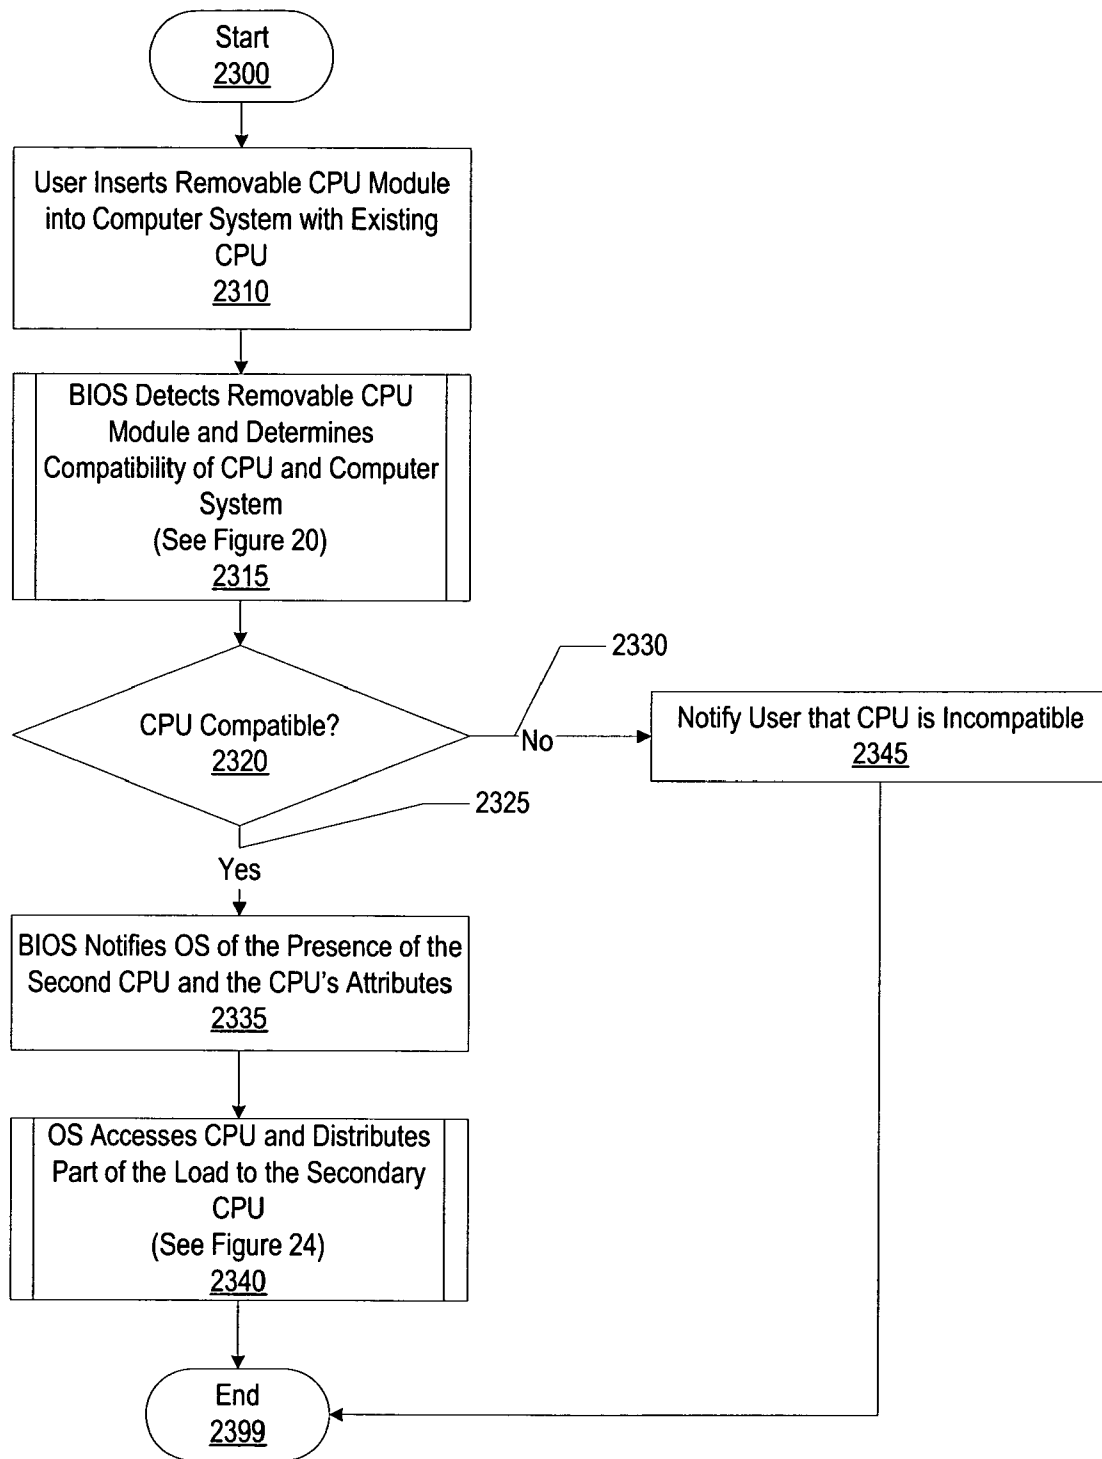 Start
2300
User Inserts Removable CPU Module
into Computer System with Existing
CPU
2310
BIOS Detects Removable CPU
Module and Determines
Compatibility of CPU and Computer
System
(See Figure 20)
2315
CPU Compatible?
2320
2330
No
Notify User that CPU is Incompatible
2345
2325
Yes
BIOS Notifies OS of the Presence of the
Second CPU and the CPU's Attributes
2335
OS Accesses CPU and Distributes
Part of the Load to the Secondary
CPU
(See Figure 24)
2340
End
2399